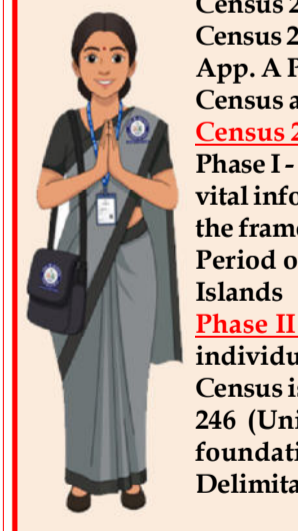 Census 2
Census 2
App. A P
Census a
Census 2
Phase I -
vital info
the frame
Period o
Islands
Phase II
individu
Census is
246 (Uni
foundati
Delimita